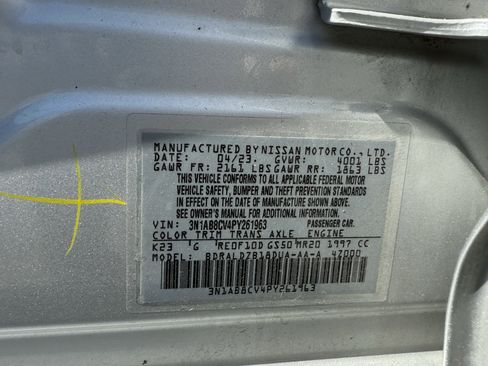 MANUFACTURED BY NISSAN MOTOR CO., LTD.
DATE: 04/23. GVWR: 4001 LBS
GAWR FR: 2161 LBS GAWR RR: 1863 LBS
THIS VEHICLE CONFORMS TO ALL APPLICABLE FEDERAL MOTOR
VEHICLE SAFETY, BUMPER AND THEFT PREVENTION STANDARDS
IN EFFECT ON THE DATE OF MANUFACTURE SHOWN ABOVE.
SEE OWNER'S MANUAL FOR ADDITIONAL INFORMATION.
VIN: 3N1AB8CV4PY261963 PASSENGER CAR.
COLOR TRIM TRANS AXLE ENGINE
K23 G RE0F10D GS50 MR20 1997 CC
MODEL: BDRALDZB18DUA-AA-A 4Z000
3N1AB8CV4PY261963